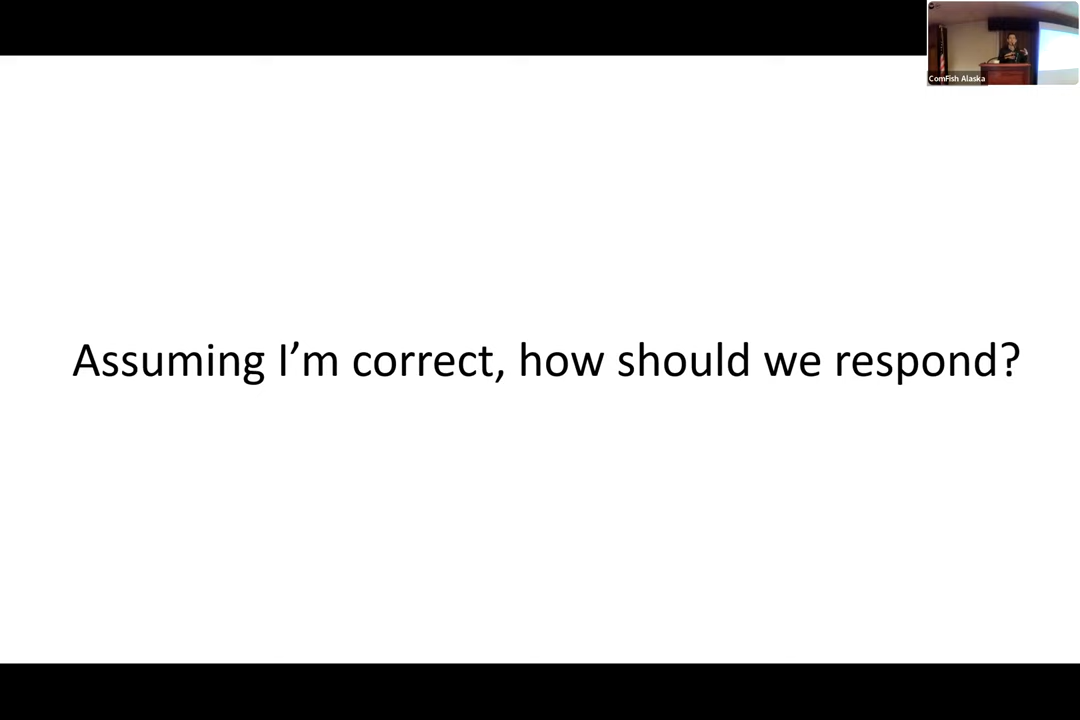 ComFish Alaska
Assuming I’m correct, how should we respond?